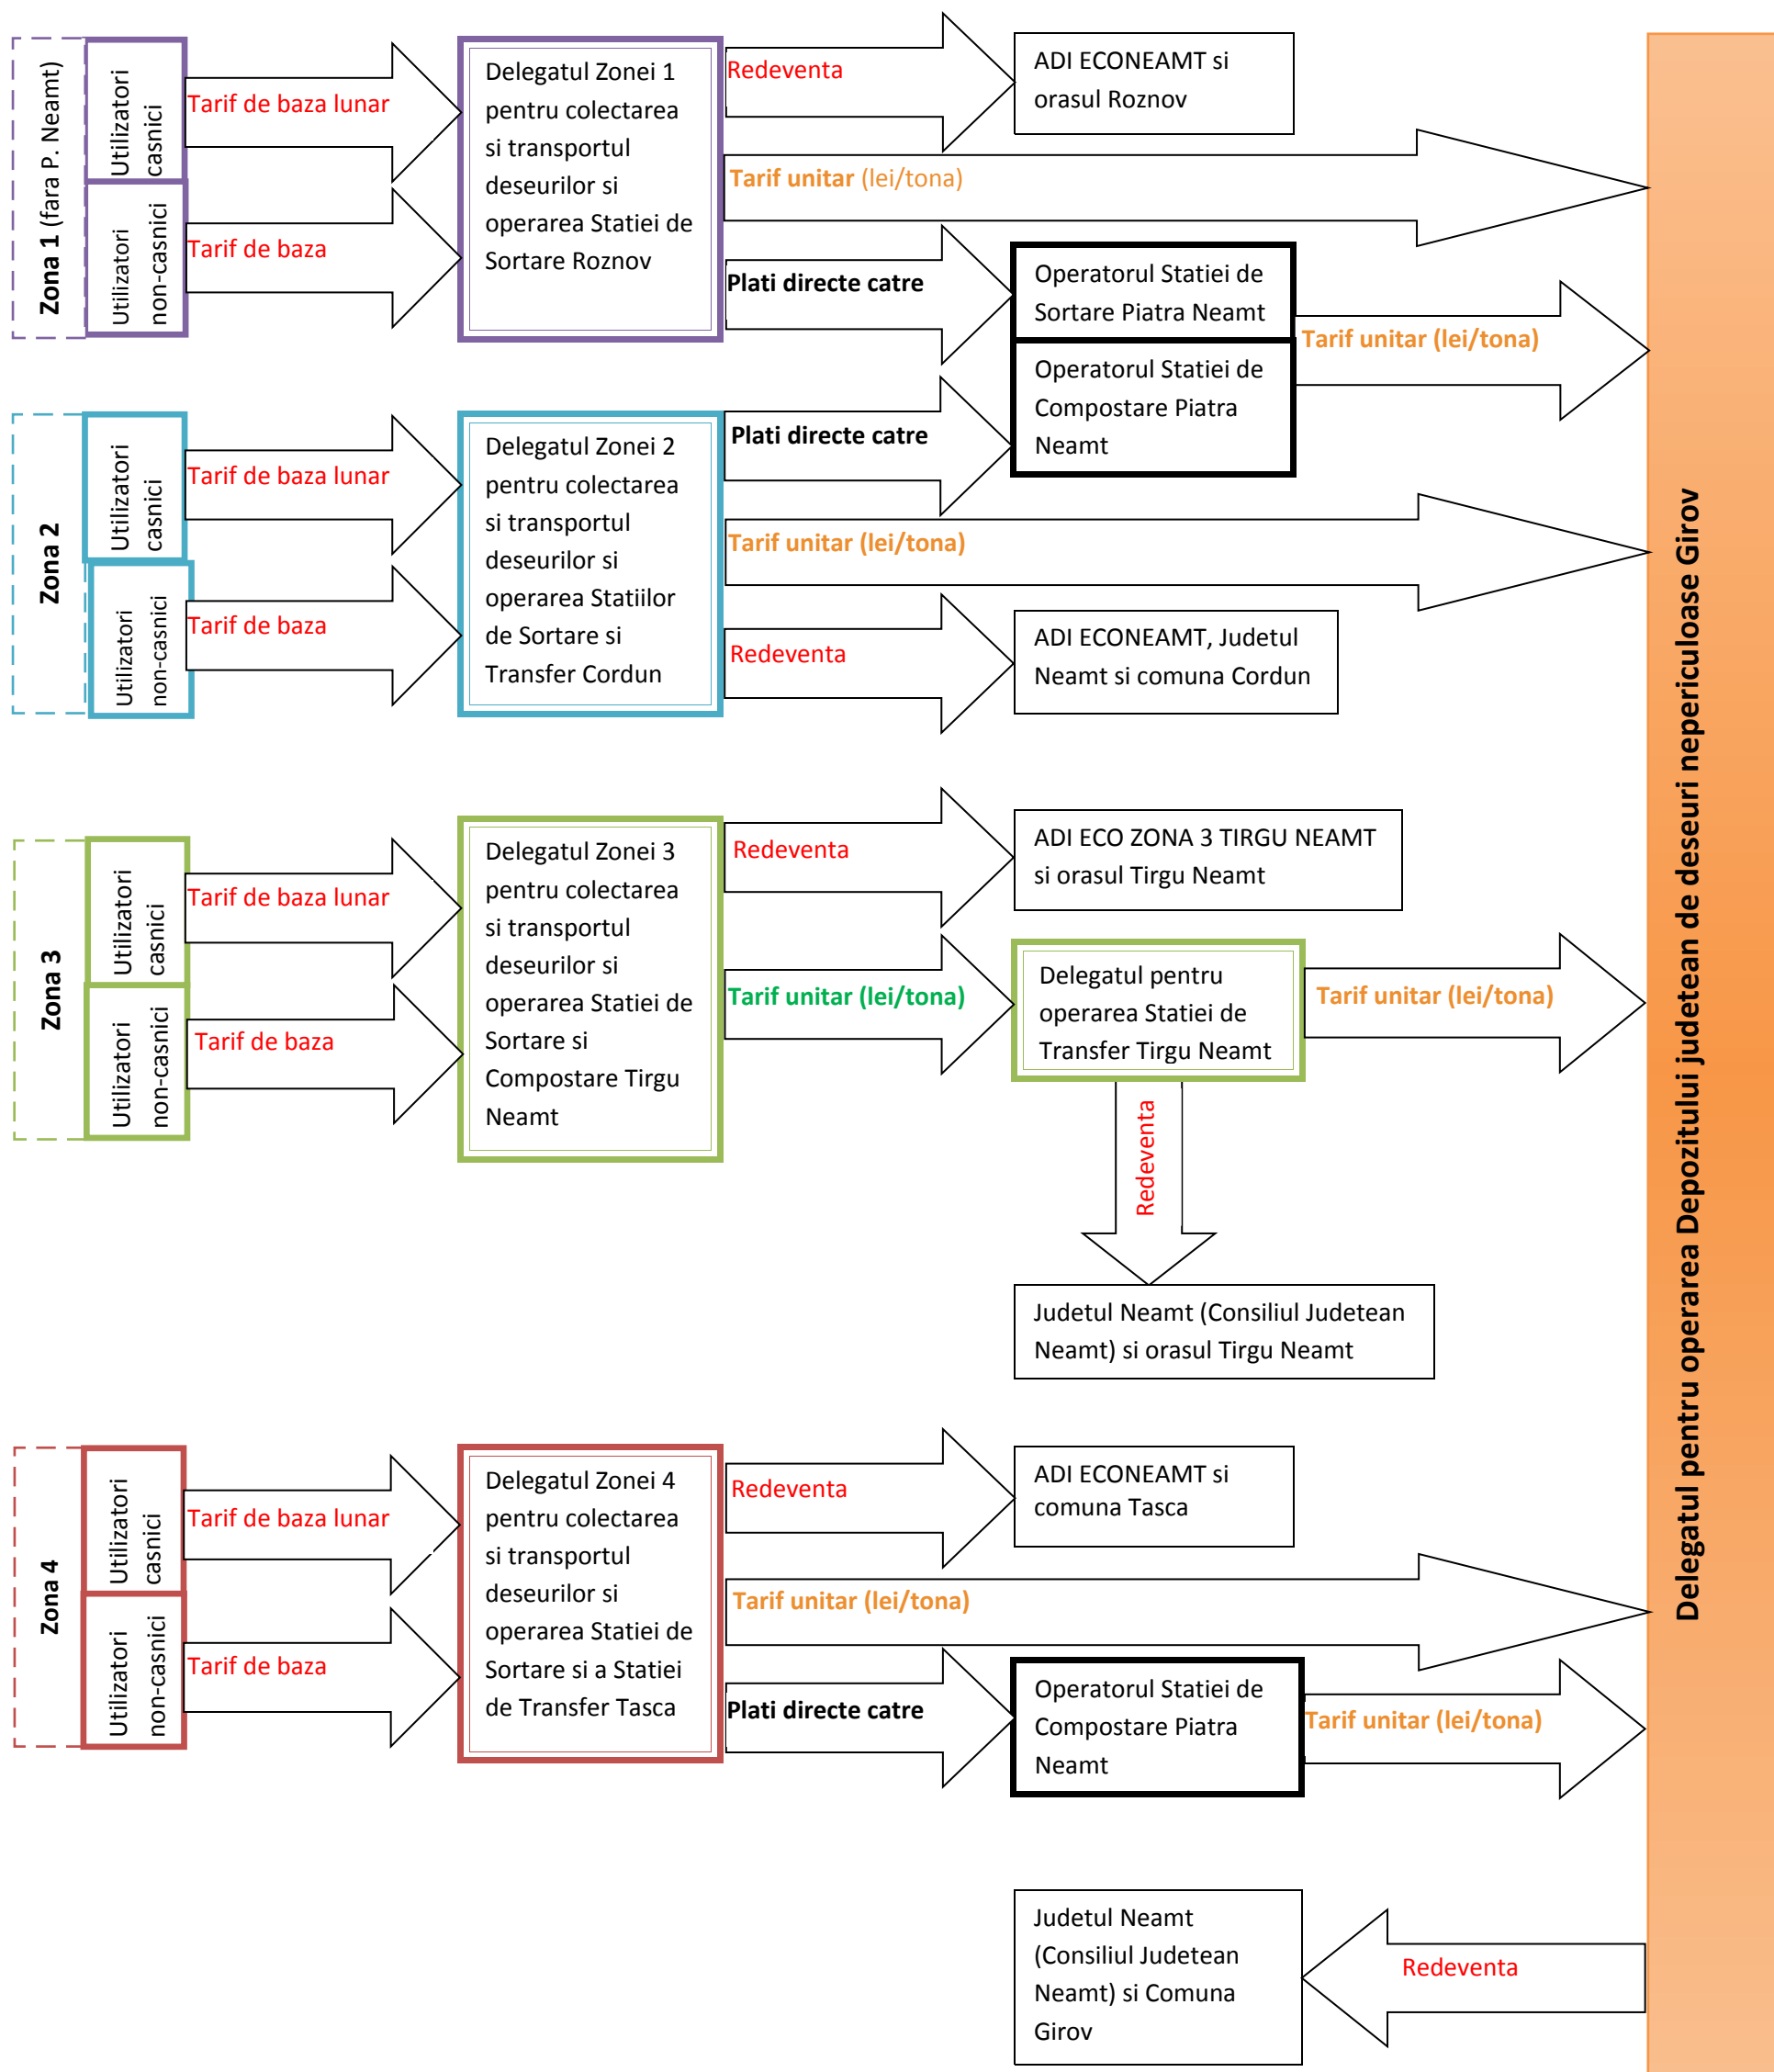 Zona 1 (fara P. Neamt)
Utilizatori
casnici
Utilizatori
non-casnici
Tarif de baza lunar
Tarif de baza
Delegatul Zonei 1
pentru colectarea
si transportul
deseurilor si
operarea Statiei de
Sortare Roznov
Redeventa
ADI ECONEAMT si
orasul Roznov
Tarif unitar (lei/tona)
Plati directe catre
Operatorul Statiei de
Sortare Piatra Neamt
Operatorul Statiei de
Compostare Piatra
Neamt
Tarif unitar (lei/tona)
Zona 2
Utilizatori
casnici
Utilizatori
non-casnici
Tarif de baza lunar
Tarif de baza
Delegatul Zonei 2
pentru colectarea
si transportul
deseurilor si
operarea Statiilor
de Sortare si
Transfer Cordun
Plati directe catre
Tarif unitar (lei/tona)
Redeventa
ADI ECONEAMT, Judetul
Neamt si comuna Cordun
Zona 3
Utilizatori
casnici
Utilizatori
non-casnici
Tarif de baza lunar
Tarif de baza
Delegatul Zonei 3
pentru colectarea
si transportul
deseurilor si
operarea Statiei de
Sortare si
Compostare Tirgu
Neamt
Redeventa
ADI ECO ZONA 3 TIRGU NEAMT
si orasul Tirgu Neamt
Tarif unitar (lei/tona)
Delegatul pentru
operarea Statiei de
Transfer Tirgu Neamt
Tarif unitar (lei/tona)
Redeventa
Judetul Neamt (Consiliul Judetean
Neamt) si orasul Tirgu Neamt
Zona 4
Utilizatori
casnici
Utilizatori
non-casnici
Tarif de baza lunar
Tarif de baza
Delegatul Zonei 4
pentru colectarea
si transportul
deseurilor si
operarea Statiei de
Sortare si a Statiei
de Transfer Tasca
Redeventa
ADI ECONEAMT si
comuna Tasca
Tarif unitar (lei/tona)
Plati directe catre
Operatorul Statiei de
Compostare Piatra
Neamt
Tarif unitar (lei/tona)
Judetul Neamt
(Consiliul Judetean
Neamt) si Comuna
Girov
Redeventa
Delegatul pentru operarea Depozitului judetean de deseuri nepericuloase Girov